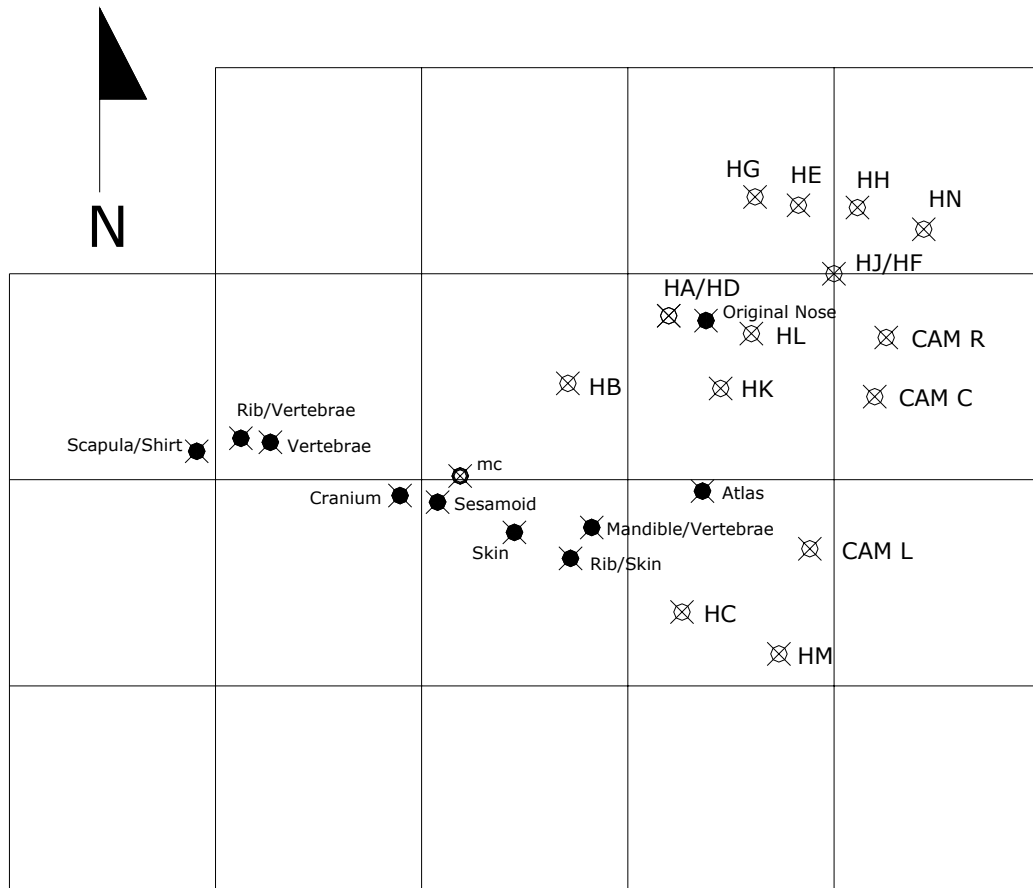 HG
HE
HH
HN
N
HJ/HF
HA/HD
Original Nose
HL
CAM R
HB
HK
CAM C
Rib/Vertebrae
Scapula/Shirt
Vertebrae
mc
Cranium
Sesamoid
Atlas
Mandible/Vertebrae
Skin
Rib/Skin
CAM L
HC
HM